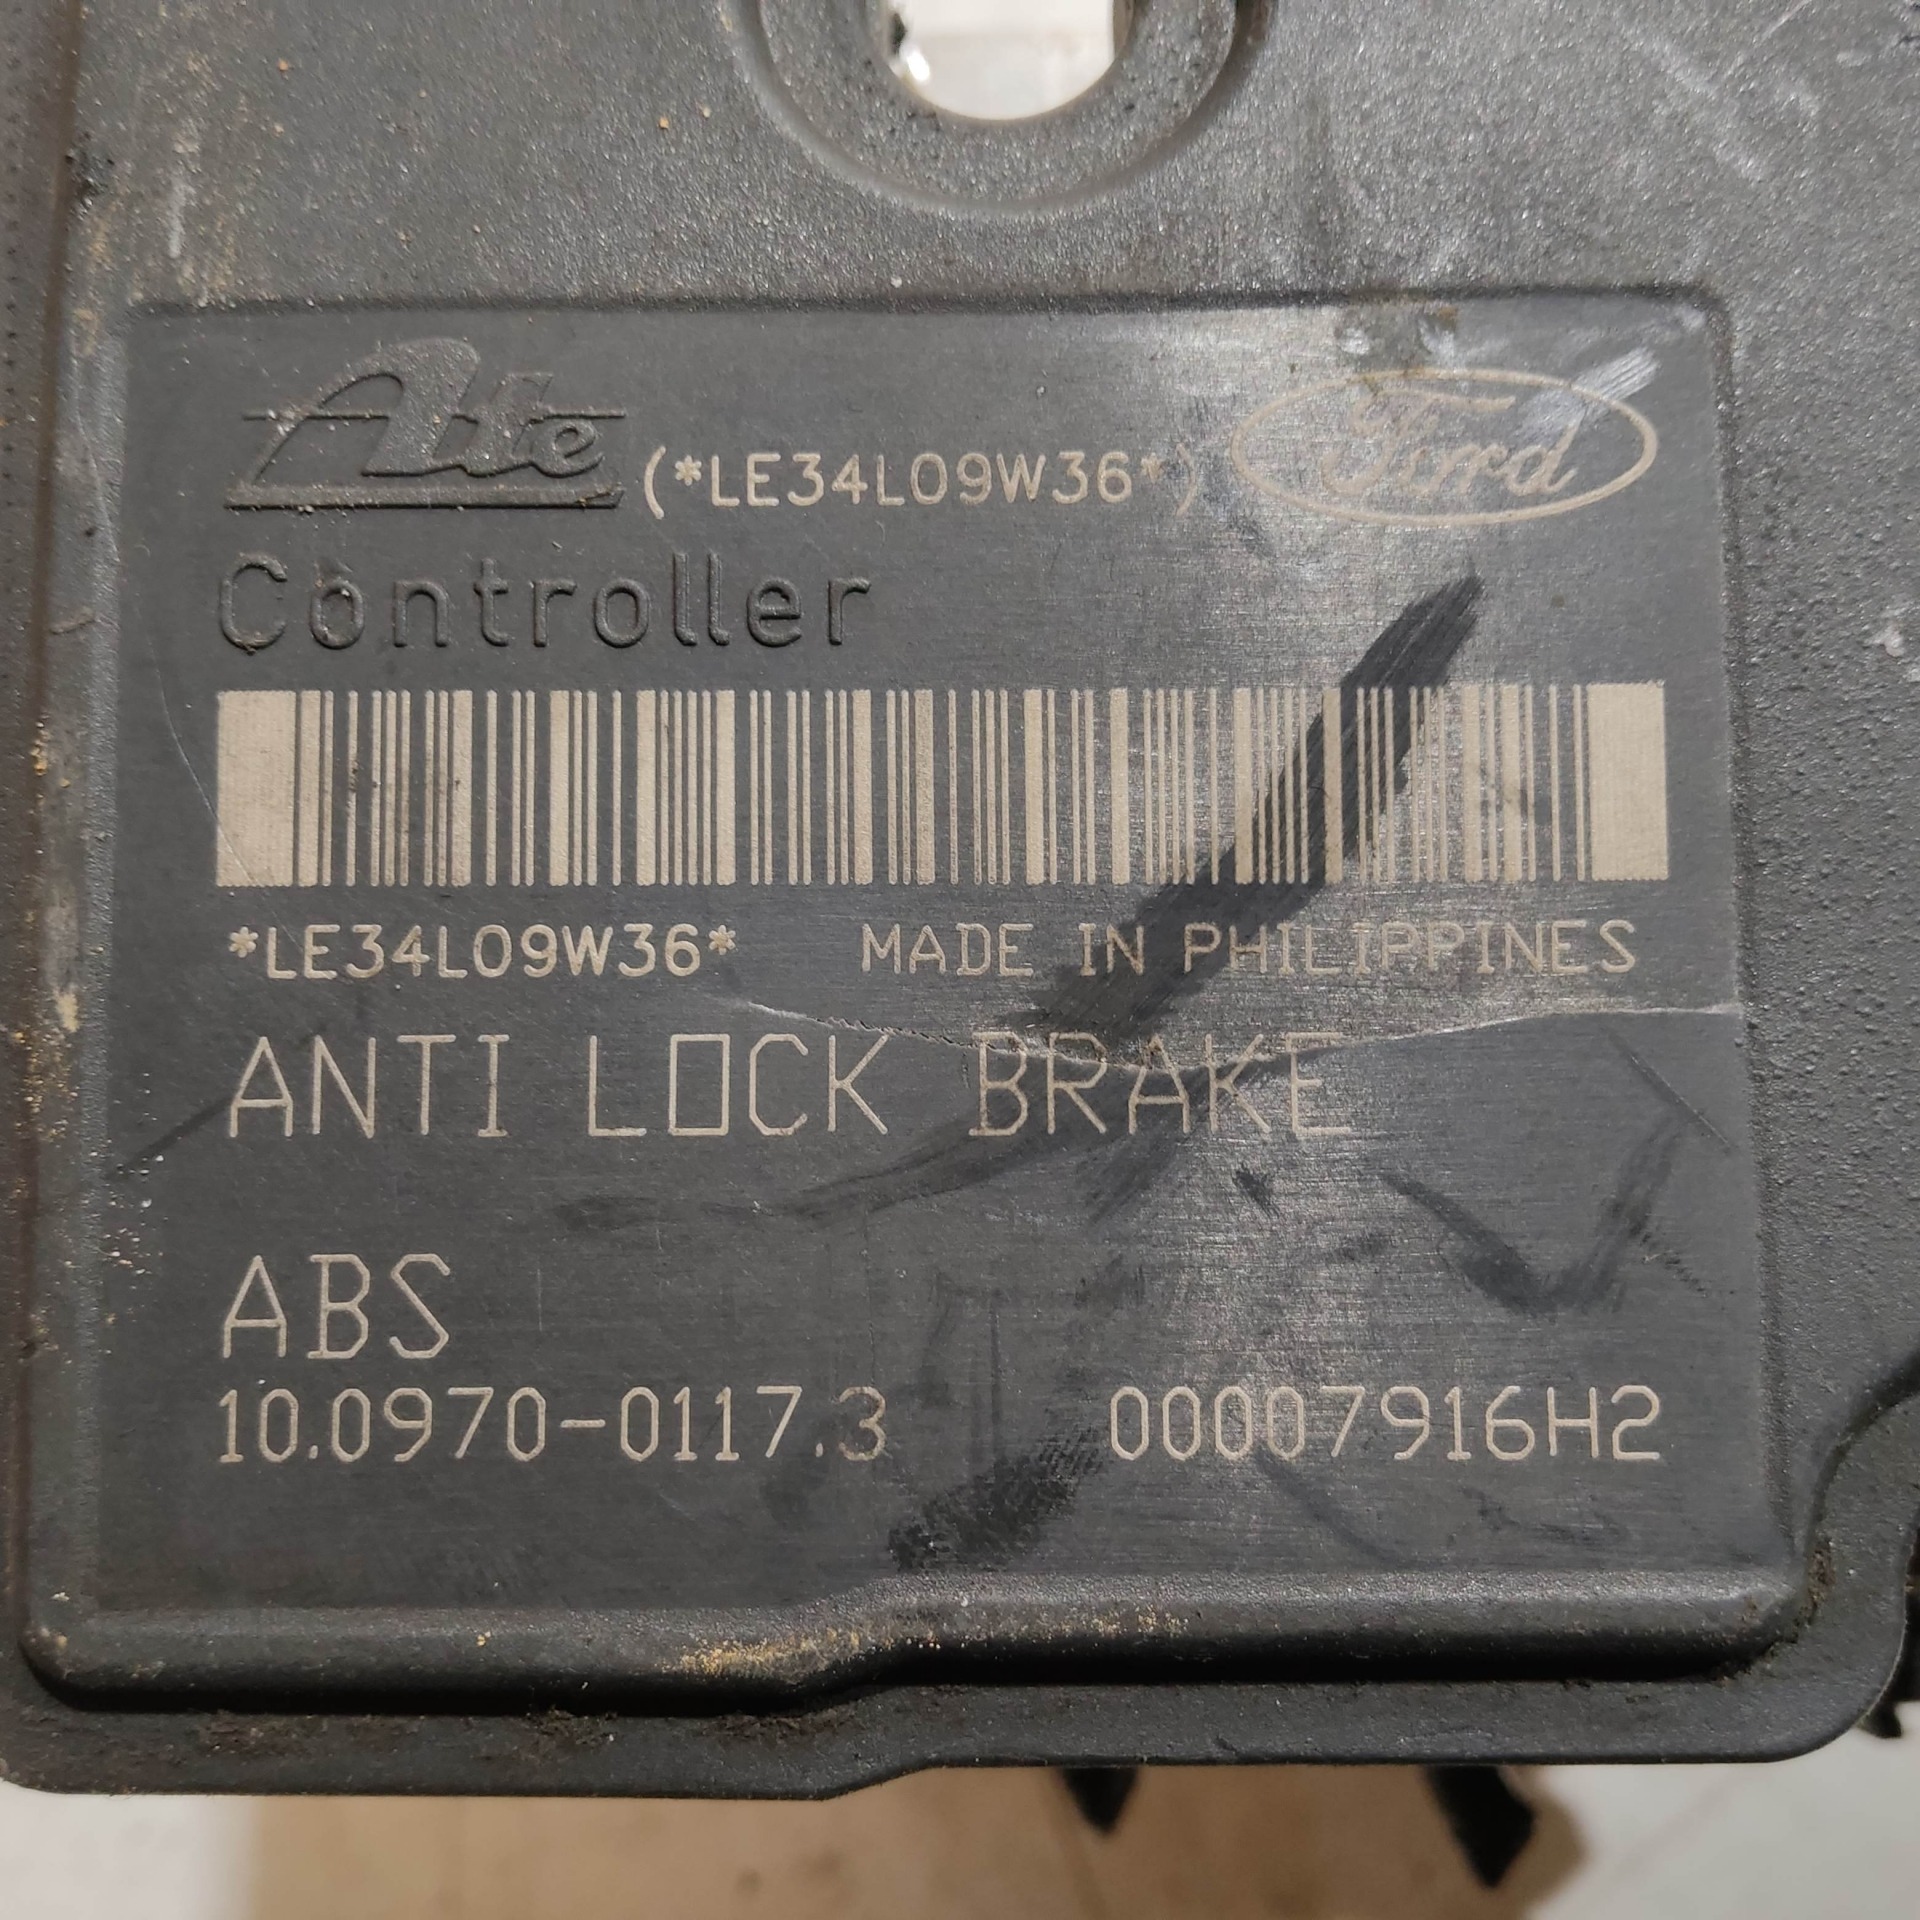 Ate (*LE34L09W36*) Ford
Controller
*LE34L09W36* MADE IN PHILIPPINES
ANTI LOCK BRAKE
ABS
10.0970-0117.3 00007916H2